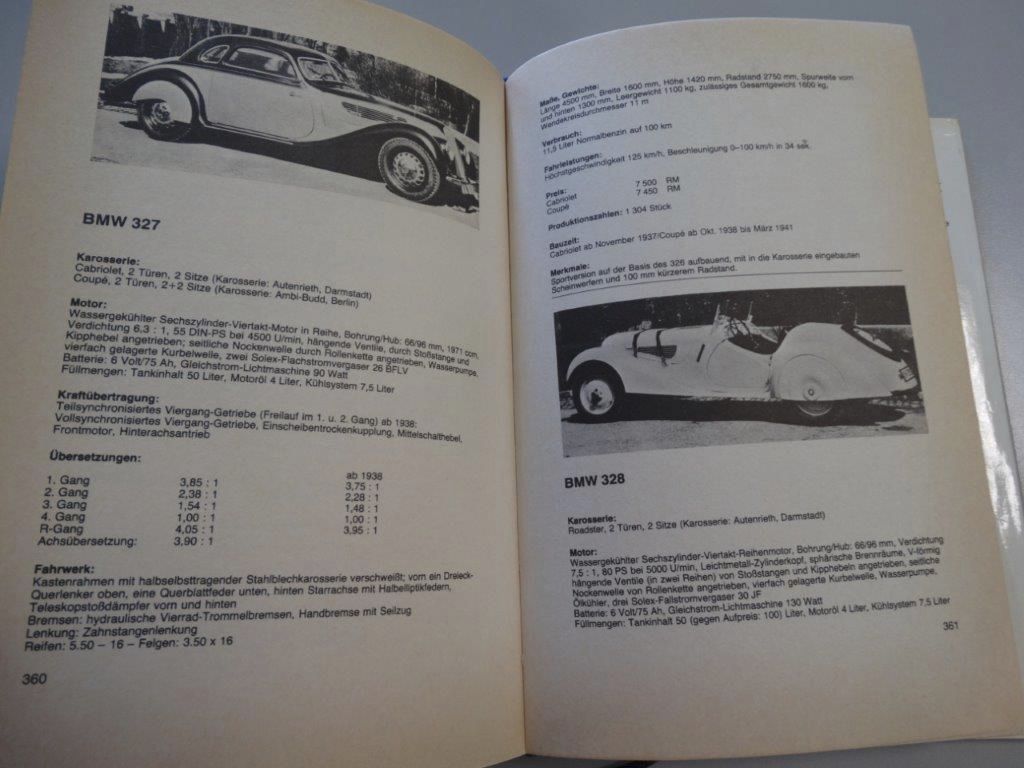 BMW 327
Karosserie:
Cabriolet, 2 Türen, 2 Sitze (Karosserie: Autenrieth, Darmstadt)
Coupé, 2 Türen, 2+2 Sitze (Karosserie: Ambi-Budd, Berlin)
Motor:
Wassergekühlter Sechszylinder-Viertakt-Motor in Reihe, Bohrung/Hub: 66/96 mm, 1971 ccm,
Verdichtung 6,3 : 1, 55 DIN-PS bei 4500 U/min, hängende Ventile, durch Stoßstange und
Kipphebel angetrieben; seitliche Nockenwelle durch Rollenkette angetrieben, Wasserpumpe,
vierfach gelagerte Kurbelwelle, zwei Solex-Flachstromvergaser 26 BFLV
Batterie: 6 Volt/75 Ah, Gleichstrom-Lichtmaschine 90 Watt
Füllmengen: Tankinhalt 50 Liter, Motoröl 4 Liter, Kühlsystem 7,5 Liter
Kraftübertragung:
Teilsynchronisiertes Viergang-Getriebe (Freilauf im 1. u. 2. Gang) ab 1938:
Vollsynchronisiertes Viergang-Getriebe, Einscheibentrockenkupplung, Mittelschalthebel,
Frontmotor, Hinterachsantrieb
Übersetzungen:
ab 1938
1. Gang 3,85 : 1 3,75 : 1
2. Gang 2,38 : 1 2,28 : 1
3. Gang 1,54 : 1 1,48 : 1
4. Gang 1,00 : 1 1,00 : 1
R-Gang 4,05 : 1 3,95 : 1
Achsübersetzung: 3,90 : 1
Fahrwerk:
Kastenrahmen mit halbselbsttragender Stahlblechkarosserie verschweißt; vorn ein Dreieck-
Querlenker oben, eine Querblattfeder unten, hinten Starrachse mit Halbelliptikfedern,
Teleskopstoßdämpfer vorn und hinten
Bremsen: hydraulische Vierrad-Trommelbremsen, Handbremse mit Seilzug
Lenkung: Zahnstangenlenkung
Reifen: 5.50 – 16 – Felgen: 3.50 x 16
360
Maße, Gewichte:
Länge 4500 mm, Breite 1600 mm, Höhe 1420 mm, Radstand 2750 mm, Spurweite vorn
und hinten 1300 mm, Leergewicht 1100 kg, zulässiges Gesamtgewicht 1600 kg,
Wendekreisdurchmesser 11 m
Verbrauch:
11,5 Liter Normalbenzin auf 100 km
Fahrleistungen:
Höchstgeschwindigkeit 125 km/h, Beschleunigung 0–100 km/h in 34 sek.
Preis:
Cabriolet 7 500 RM
Coupé 7 450 RM
Produktionszahlen: 1 304 Stück
Bauzeit:
Cabriolet ab November 1937/Coupé ab Okt. 1938 bis März 1941
Merkmale:
Sportversion auf der Basis des 326 aufbauend, mit in die Karosserie eingebauten
Scheinwerfern und 100 mm kürzerem Radstand.
BMW 328
Karosserie:
Roadster, 2 Türen, 2 Sitze (Karosserie: Autenrieth, Darmstadt)
Motor:
Wassergekühlter Sechszylinder-Viertakt-Reihenmotor, Bohrung/Hub: 66/96 mm, Verdichtung
7,5 : 1, 80 PS bei 5000 U/min, Leichtmetall-Zylinderkopf, sphärische Brennräume, V-förmig
hängende Ventile (in zwei Reihen) von Stoßstangen und Kipphebeln angetrieben, seitliche
Nockenwelle von Rollenkette angetrieben, vierfach gelagerte Kurbelwelle, Wasserpumpe,
Ölkühler, drei Solex-Fallstromvergaser 30 JF
Batterie: 6 Volt/75 Ah, Gleichstrom-Lichtmaschine 130 Watt
Füllmengen: Tankinhalt 50 (gegen Aufpreis: 100) Liter, Motoröl 4 Liter, Kühlsystem 7,5 Liter
361